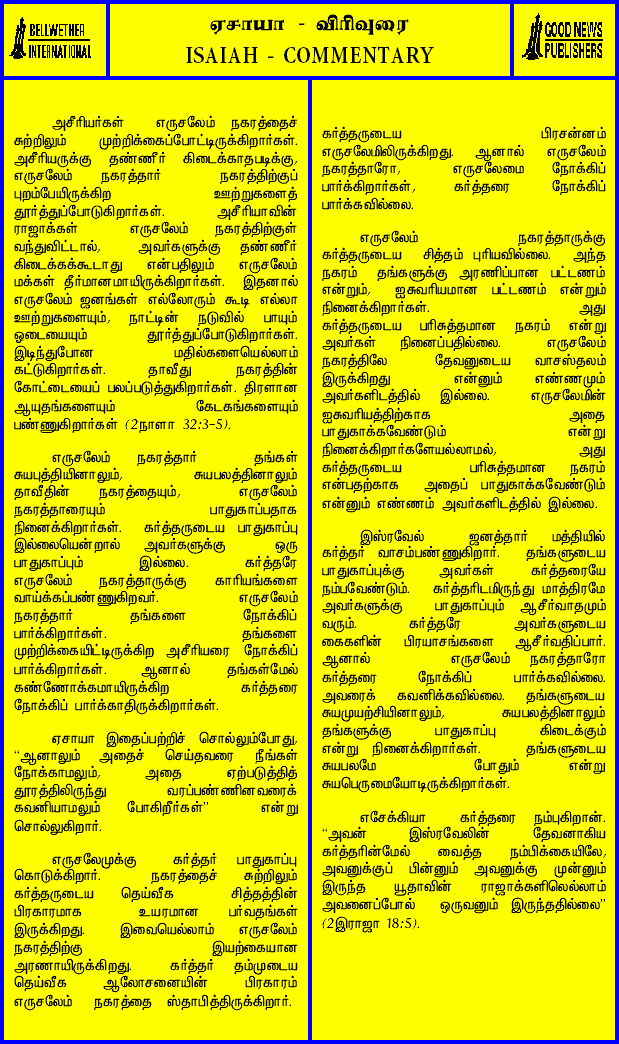 BELLWETHER
INTERNATIONAL
ஏசாயா - விரிவுரை
ISAIAH - COMMENTARY
GOOD NEWS
PUBLISHERS
அசீரியர்கள் எருசலேம் நகரத்தைச்
சுற்றிலும் முற்றிக்கைப்போட்டிருக்கிறார்கள்.
அசீரியருக்கு தண்ணீர் கிடைக்காதபடிக்கு,
எருசலேம் நகரத்தார் நகரத்திற்குப்
புறம்பேயிருக்கிற ஊற்றுகளைத்
தூர்த்துப்போடுகிறார்கள். அசீரியாவின்
ராஜாக்கள் எருசலேம் நகரத்திற்குள்
வந்துவிட்டால், அவர்களுக்கு தண்ணீர்
கிடைக்கக்கூடாது என்பதிலும் எருசலேம்
மக்கள் தீர்மானமாயிருக்கிறார்கள். இதனால்
எருசலேம் ஜனங்கள் எல்லோரும் கூடி எல்லா
ஊற்றுகளையும், நாட்டின் நடுவில் பாயும்
ஓடையையும் தூர்த்துப்போடுகிறார்கள்.
இடிந்துபோன மதில்களையெல்லாம்
கட்டுகிறார்கள். தாவீது நகரத்தின்
கோட்டையைப் பலப்படுத்துகிறார்கள். திரளான
ஆயுதங்களையும் கேடகங்களையும்
பண்ணுகிறார்கள் (2நாளா 32:3-5).
எருசலேம் நகரத்தார் தங்கள்
சுயபுத்தியினாலும், சுயபலத்தினாலும்
தாவீதின் நகரத்தையும், எருசலேம்
நகரத்தாரையும் பாதுகாப்பதாக
நினைக்கிறார்கள். கர்த்தருடைய பாதுகாப்பு
இல்லையென்றால் அவர்களுக்கு ஒரு
பாதுகாப்பும் இல்லை. கர்த்தரே
எருசலேம் நகரத்தாருக்கு காரியங்களை
வாய்க்கப்பண்ணுகிறவர். எருசலேம்
நகரத்தார் தங்களை நோக்கிப்
பார்க்கிறார்கள். தங்களை
முற்றிக்கையிட்டிருக்கிற அசீரியரை நோக்கிப்
பார்க்கிறார்கள். ஆனால் தங்கள்மேல்
கண்ணோக்கமாயிருக்கிற கர்த்தரை
நோக்கிப் பார்க்காதிருக்கிறார்கள்.
ஏசாயா இதைப்பற்றிச் சொல்லும்போது,
“ஆனாலும் அதைச் செய்தவரை நீங்கள்
நோக்காமலும், அதை ஏற்படுத்தித்
தூரத்திலிருந்து வரப்பண்ணினவரைக்
கவனியாமலும் போகிறீர்கள்” என்று
சொல்லுகிறார்.
எருசலேமுக்கு கர்த்தர் பாதுகாப்பு
கொடுக்கிறார். நகரத்தைச் சுற்றிலும்
கர்த்தருடைய தெய்வீக சித்தத்தின்
பிரகாரமாக உயரமான பர்வதங்கள்
இருக்கிறது. இவையெல்லாம் எருசலேம்
நகரத்திற்கு இயற்கையான
அரணாயிருக்கிறது. கர்த்தர் தம்முடைய
தெய்வீக ஆலோசனையின் பிரகாரம்
எருசலேம் நகரத்தை ஸ்தாபித்திருக்கிறார்.
கர்த்தருடைய பிரசன்னம்
எருசலேமிலிருக்கிறது. ஆனால் எருசலேம்
நகரத்தாரோ, எருசலேமை நோக்கிப்
பார்க்கிறார்கள், கர்த்தரை நோக்கிப்
பார்க்கவில்லை.
எருசலேம் நகரத்தாருக்கு
கர்த்தருடைய சித்தம் புரியவில்லை. அந்த
நகரம் தங்களுக்கு அரணிப்பான பட்டணம்
என்றும், ஐசுவரியமான பட்டணம் என்றும்
நினைக்கிறார்கள். அது
கர்த்தருடைய பரிசுத்தமான நகரம் என்று
அவர்கள் நினைப்பதில்லை. எருசலேம்
நகரத்திலே தேவனுடைய வாசஸ்தலம்
இருக்கிறது என்னும் எண்ணமும்
அவர்களிடத்தில் இல்லை. எருசலேமின்
ஐசுவரியத்திற்காக அதை
பாதுகாக்கவேண்டும் என்று
நினைக்கிறார்களேயல்லாமல், அது
கர்த்தருடைய பரிசுத்தமான நகரம்
என்பதற்காக அதைப் பாதுகாக்கவேண்டும்
என்னும் எண்ணம் அவர்களிடத்தில் இல்லை.
இஸ்ரவேல் ஜனத்தார் மத்தியில்
கர்த்தர் வாசம்பண்ணுகிறார். தங்களுடைய
பாதுகாப்புக்கு அவர்கள் கர்த்தரையே
நம்பவேண்டும். கர்த்தரிடமிருந்து மாத்திரமே
அவர்களுக்கு பாதுகாப்பும் ஆசீர்வாதமும்
வரும். கர்த்தரே அவர்களுடைய
கைகளின் பிரயாசங்களை ஆசீர்வதிப்பார்.
ஆனால் எருசலேம் நகரத்தாரோ
கர்த்தரை நோக்கிப் பார்க்கவில்லை.
அவரைக் கவனிக்கவில்லை. தங்களுடைய
சுயமுயற்சியினாலும், சுயபலத்தினாலும்
தங்களுக்கு பாதுகாப்பு கிடைக்கும்
என்று நினைக்கிறார்கள். தங்களுடைய
சுயபலமே போதும் என்று
சுயபெருமையோடிருக்கிறார்கள்.
எசேக்கியா கர்த்தரை நம்புகிறான்.
“அவன் இஸ்ரவேலின் தேவனாகிய
கர்த்தரின்மேல் வைத்த நம்பிக்கையிலே,
அவனுக்குப் பின்னும் அவனுக்கு முன்னும்
இருந்த யூதாவின் ராஜாக்களிலெல்லாம்
அவனைப்போல் ஒருவனும் இருந்ததில்லை”
(2இராஜா 18:5).